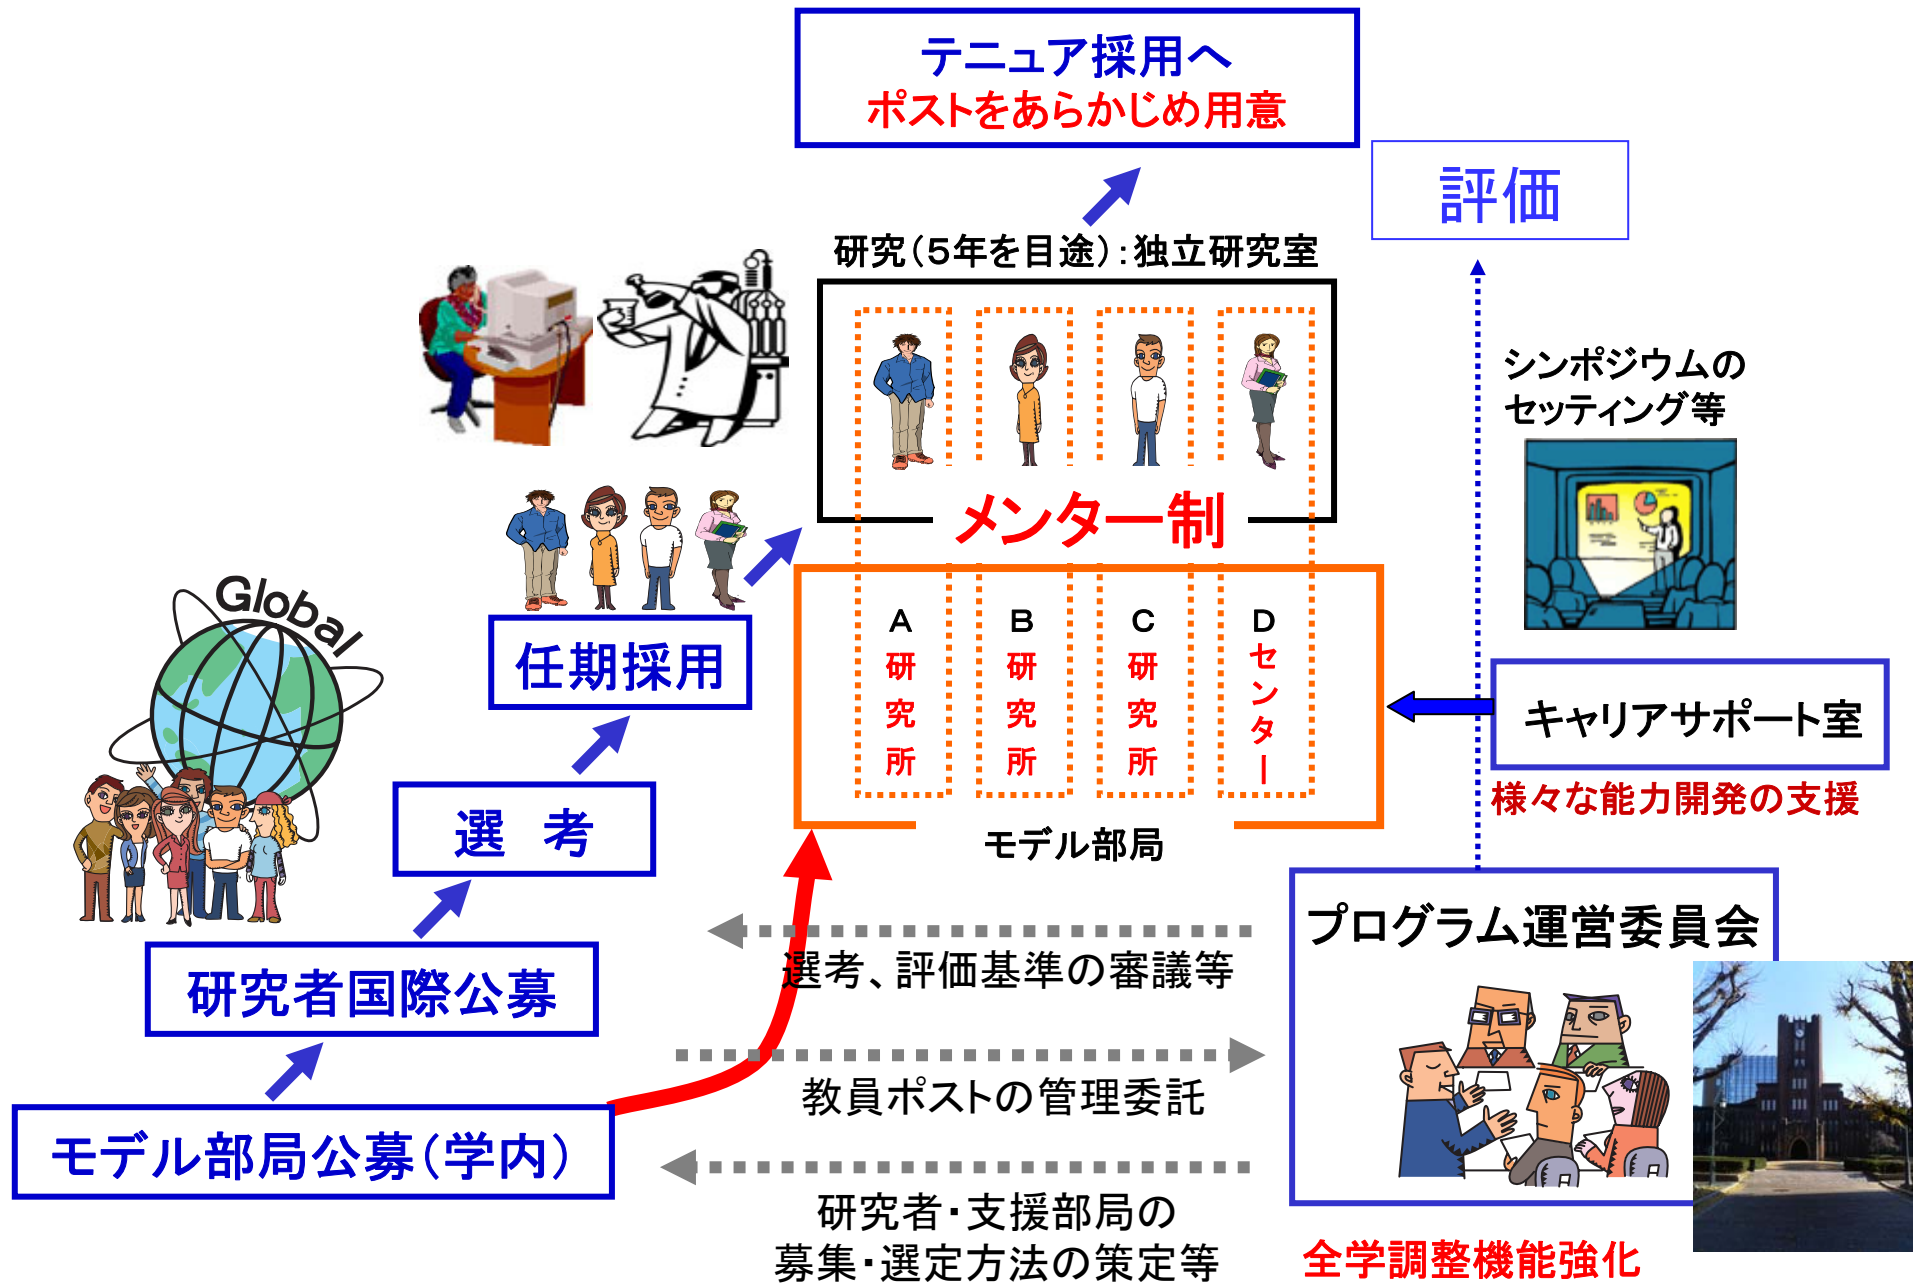 テニュア採用へ
ポストをあらかじめ用意
評価
研究(5年を目途):独立研究室
シンポジウムの
セッティング等
メンター制
Global
任期採用
A研究所
B研究所
C研究所
Dセンター
キャリアサポート室
様々な能力開発の支援
選 考
モデル部局
プログラム運営委員会
選考、評価基準の審議等
研究者国際公募
教員ポストの管理委託
モデル部局公募(学内)
研究者・支援部局の
募集・選定方法の策定等
全学調整機能強化